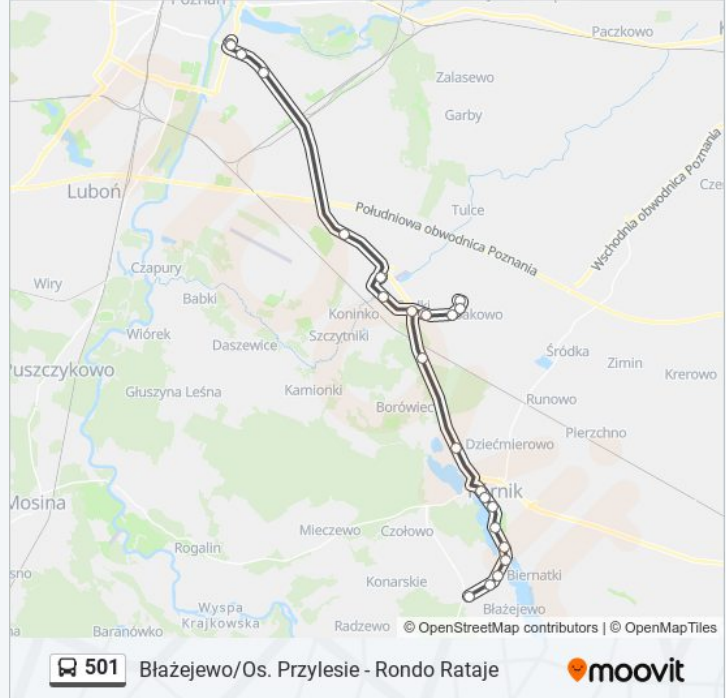 Poznań
Paczkowo
Zalasewo
Garby
Luboń
Tulce
Południowa obwodnica Poznania
Wschodnia obwodnica Poznania
Czapury
Wiry
Babki
Koninko
Wiórek
Szczytniki
Daszewice
Śródka
Zimin
Puszczykowo
Głuszyna Leśna
Kamionki
Krerowo
Runowo
Borówiec
Pierzchno
Dziećmierowo
Kórnik
Mosina
Mieczewo
Czołowo
Rogalin
Konarskie
Biernatki
Wyspa
Krajkowska
Błażejewo
Radzewo
Baranówko
© OpenStreetMap contributors | © OpenMapTiles
501 Błażejewo/Os. Przylesie - Rondo Rataje moovit